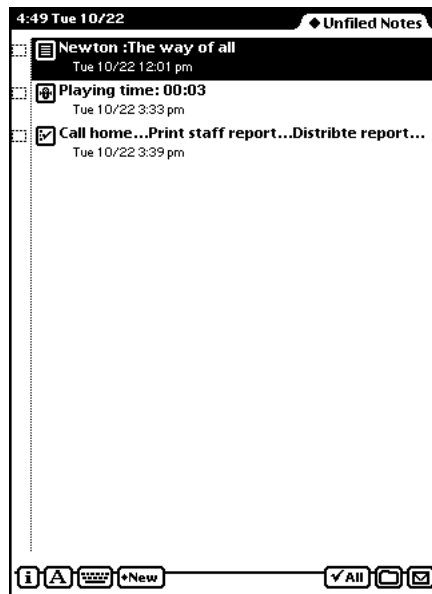 4:49 Tue 10/22
◆Unfiled Notes
Newton :The way of all
Tue 10/22 12:01 pm
Playing time: 00:03
Tue 10/22 3:33 pm
Call home...Print staff report...Distribte report...
Tue 10/22 3:39 pm
i A ◆New ✓All